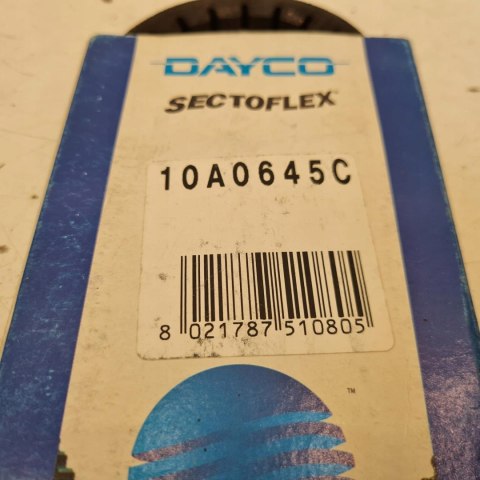 DAYCO
SECTOFLEX
10A0645C
8 021787 510805
™